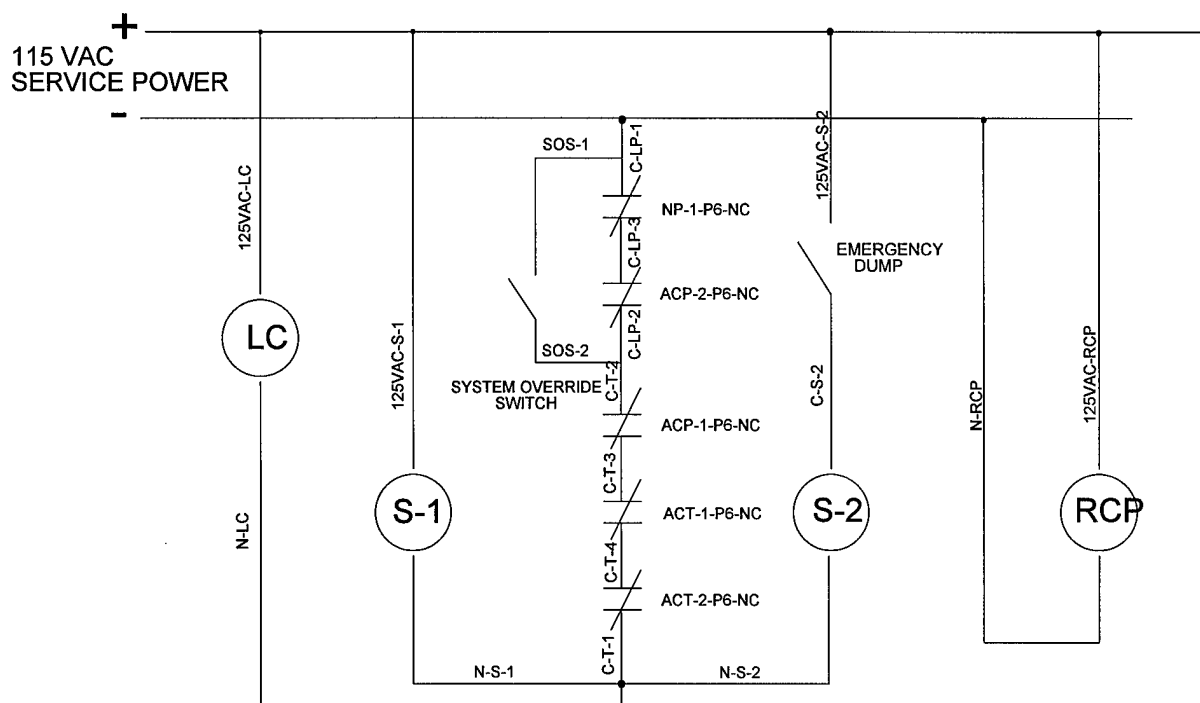 +
115 VAC
SERVICE POWER
-
SOS-1
C-LP-1
125VAC-S-2
125VAC-LC
NP-1-P6-NC
C-LP-3
EMERGENCY
DUMP
ACP-2-P6-NC
LC
C-LP-2
125VAC-S-1
SOS-2
C-T-2
SYSTEM OVERRIDE
SWITCH
C-S-2
N-RCP
125VAC-RCP
ACP-1-P6-NC
C-T-3
N-LC
S-1
ACT-1-P6-NC
S-2
RCP
C-T-4
ACT-2-P6-NC
C-T-1
N-S-1
N-S-2